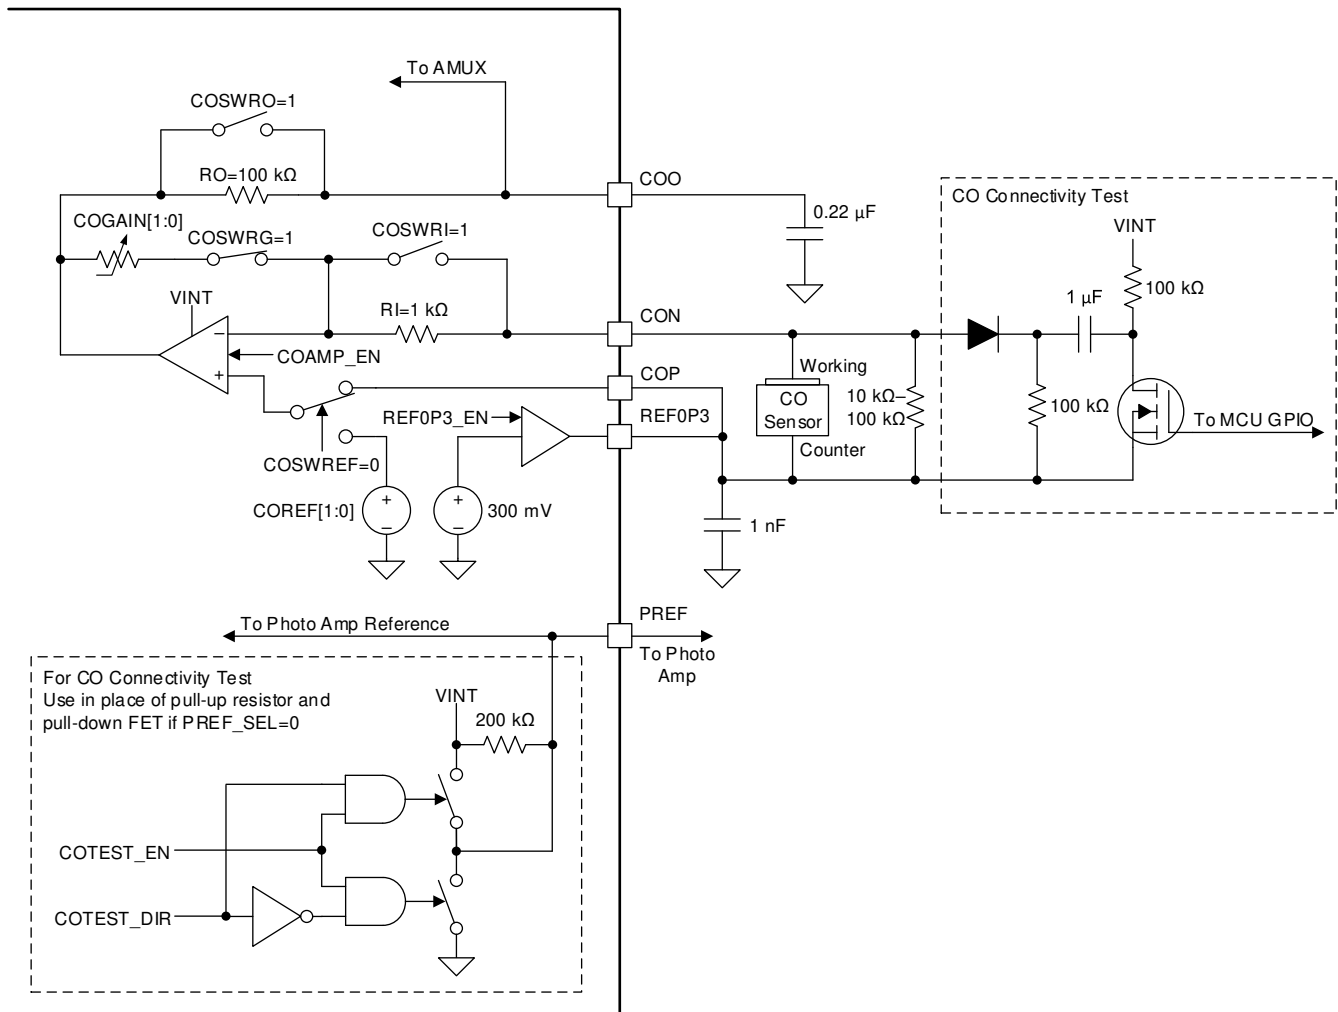 To AMUX
COSWRO=1
RO=100 kΩ
COO
CO Connectivity Test
0.22 µF
COGAIN[1:0]
COSWRG=1
COSWRI=1
VINT
100 kΩ
1 µF
VINT
RI=1 kΩ
CON
COAMP_EN
COP
Working
CO
Sensor
Counter
10 kΩ–
100 kΩ
100 kΩ
REF0P3_EN
REF0P3
To MCU GPIO
COSWREF=0
COREF[1:0]
300 mV
1 nF
PREF
To Photo Amp Reference
To Photo
Amp
For CO Connectivity Test
Use in place of pull-up resistor and
pull-down FET if PREF_SEL=0
VINT
200 kΩ
COTEST_EN
COTEST_DIR